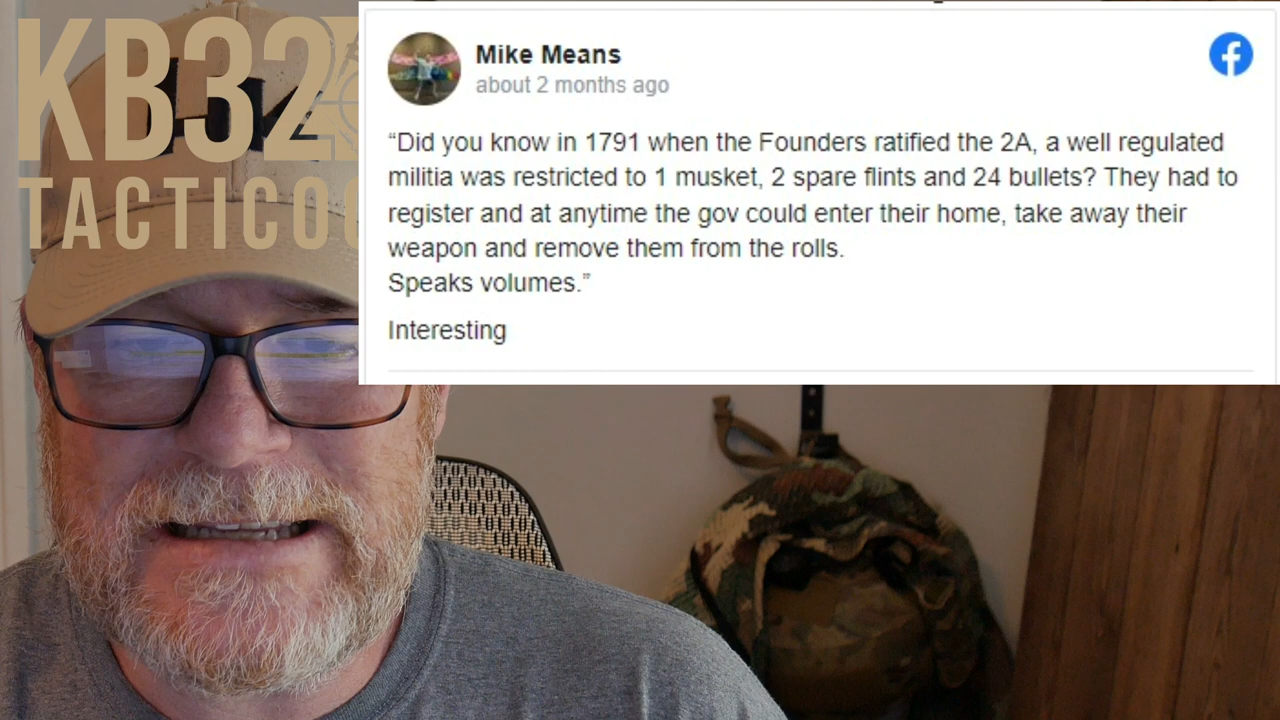 KB32
TACTICO
Mike Means
about 2 months ago
“Did you know in 1791 when the Founders ratified the 2A, a well regulated
militia was restricted to 1 musket, 2 spare flints and 24 bullets? They had to
register and at anytime the gov could enter their home, take away their
weapon and remove them from the rolls.
Speaks volumes.”
Interesting